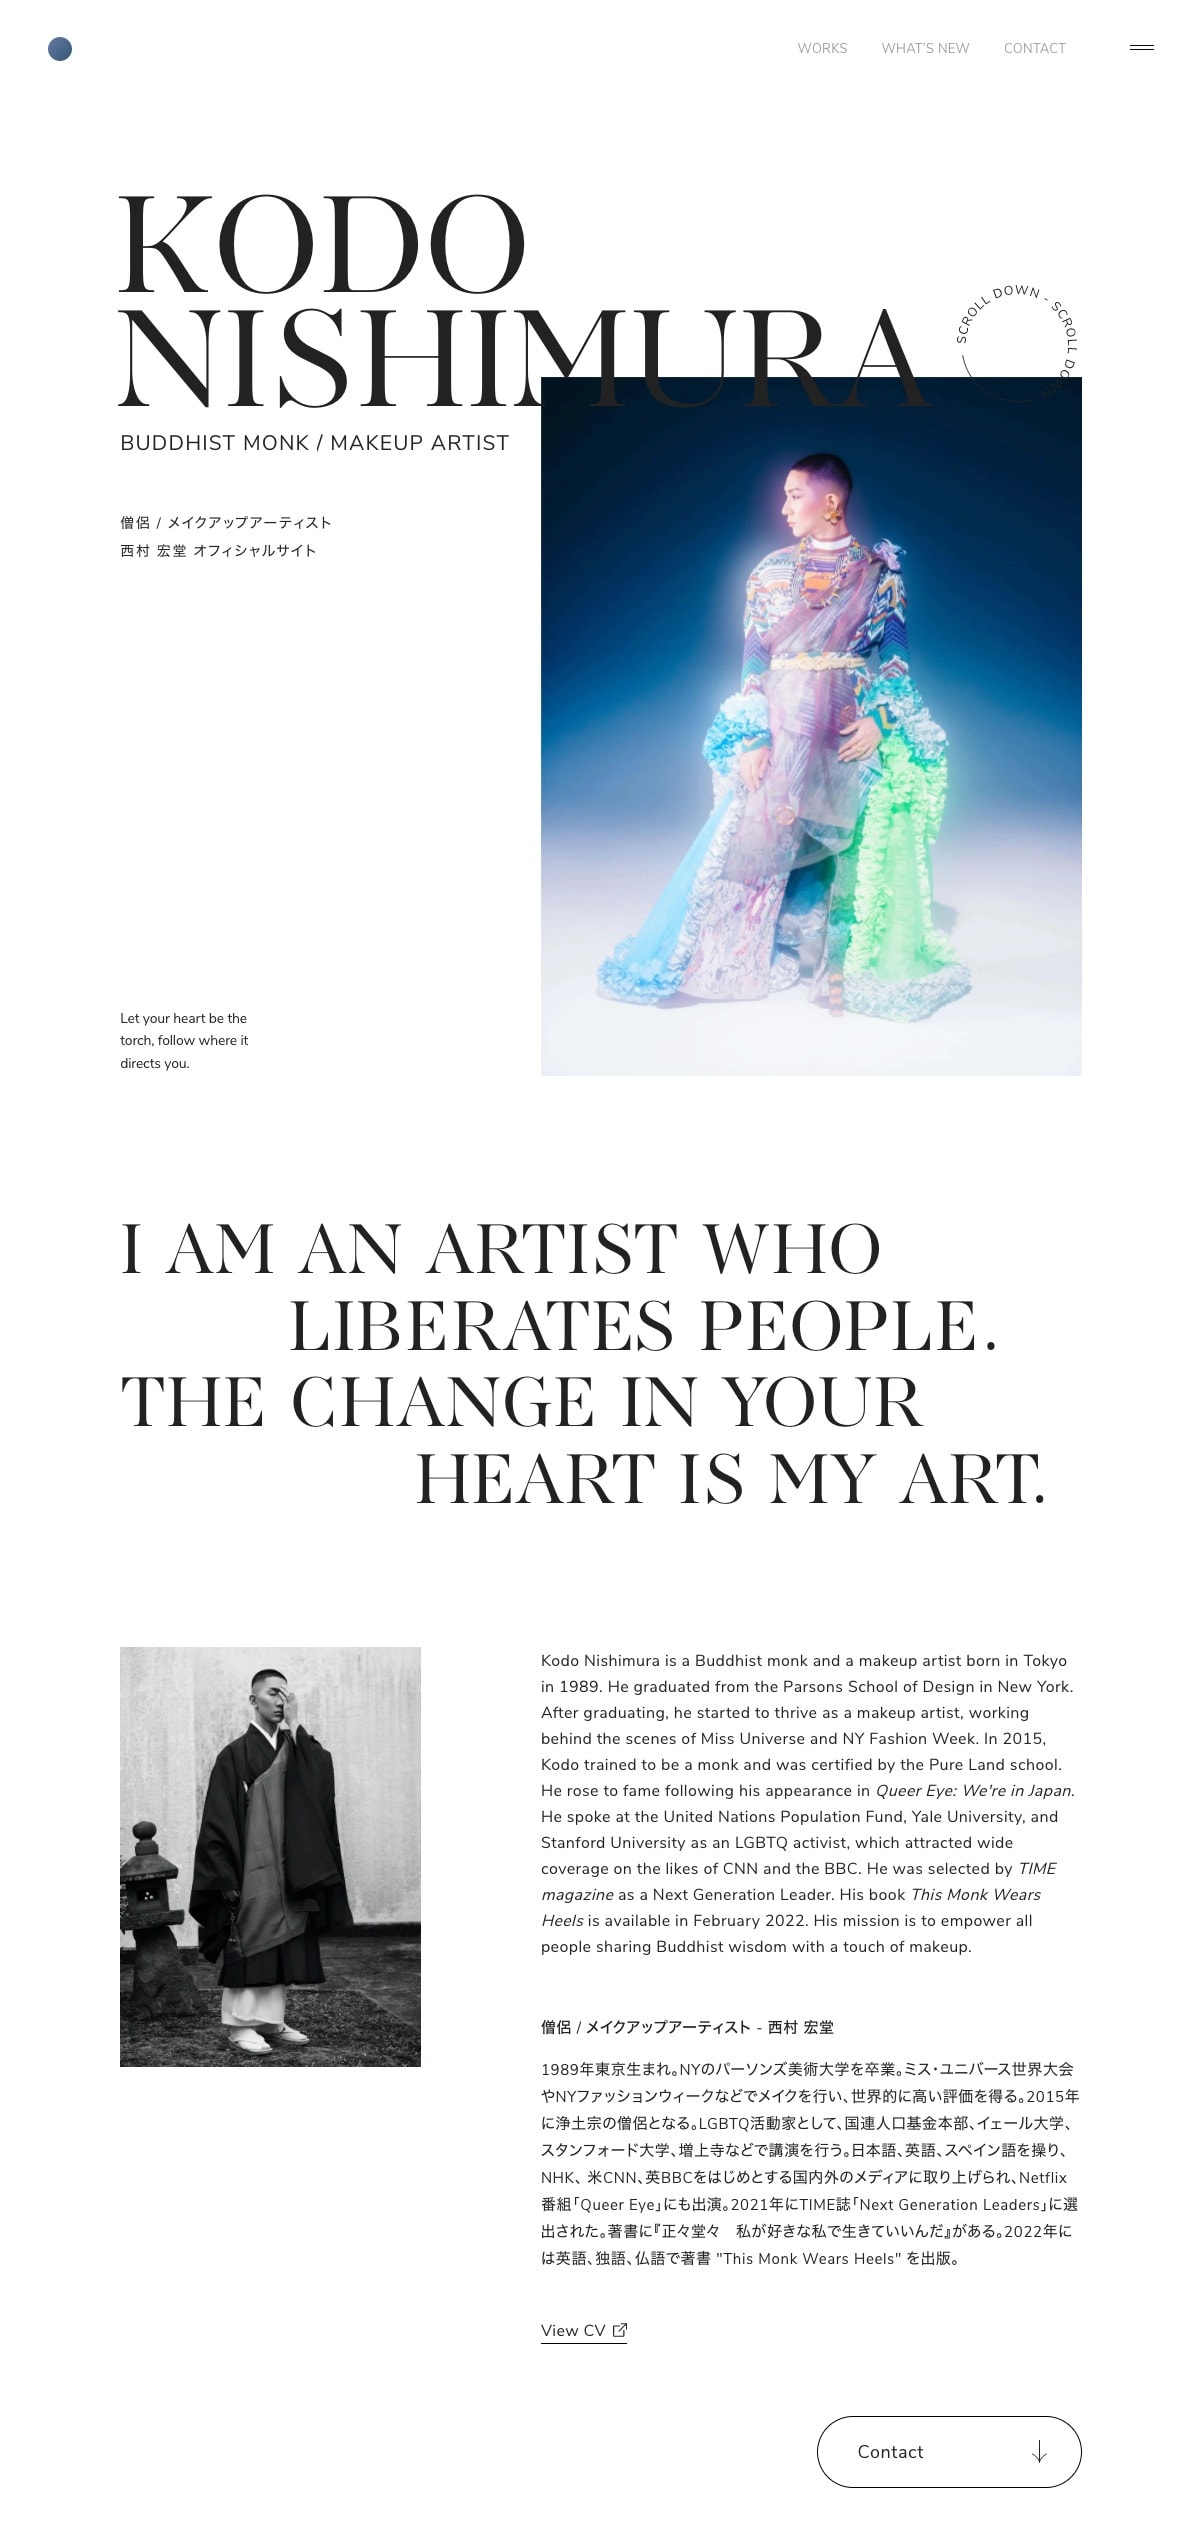 WORKS
WHAT'S NEW
CONTACT
KODO
NISHIMURA
SCROLL DOWN - SCROLL DOWN
BUDDHIST MONK / MAKEUP ARTIST
僧侶 / メイクアップアーティスト
西村 宏堂 オフィシャルサイト
Let your heart be the
torch, follow where it
directs you.
I AM AN ARTIST WHO
LIBERATES PEOPLE.
THE CHANGE IN YOUR
HEART IS MY ART.
Kodo Nishimura is a Buddhist monk and a makeup artist born in Tokyo
in 1989. He graduated from the Parsons School of Design in New York.
After graduating, he started to thrive as a makeup artist, working
behind the scenes of Miss Universe and NY Fashion Week. In 2015,
Kodo trained to be a monk and was certified by the Pure Land school.
He rose to fame following his appearance in Queer Eye: We're in Japan.
He spoke at the United Nations Population Fund, Yale University, and
Stanford University as an LGBTQ activist, which attracted wide
coverage on the likes of CNN and the BBC. He was selected by TIME
magazine as a Next Generation Leader. His book This Monk Wears
Heels is available in February 2022. His mission is to empower all
people sharing Buddhist wisdom with a touch of makeup.
僧侶 / メイクアップアーティスト - 西村 宏堂
1989年東京生まれ。NYのパーソンズ美術大学を卒業。ミス・ユニバース世界大会
やNYファッションウィークなどでメイクを行い、世界的に高い評価を得る。2015年
に浄土宗の僧侶となる。LGBTQ活動家として、国連人口基金本部、イェール大学、
スタンフォード大学、増上寺などで講演を行う。日本語、英語、スペイン語を操り、
NHK、米CNN、英BBCをはじめとする国内外のメディアに取り上げられ、Netflix
番組「Queer Eye」にも出演。2021年にTIME誌「Next Generation Leaders」に選
出された。著書に『正々堂々　私が好きな私で生きていいんだ』がある。2022年に
は英語、独語、仏語で著書 "This Monk Wears Heels" を出版。
View CV
Contact